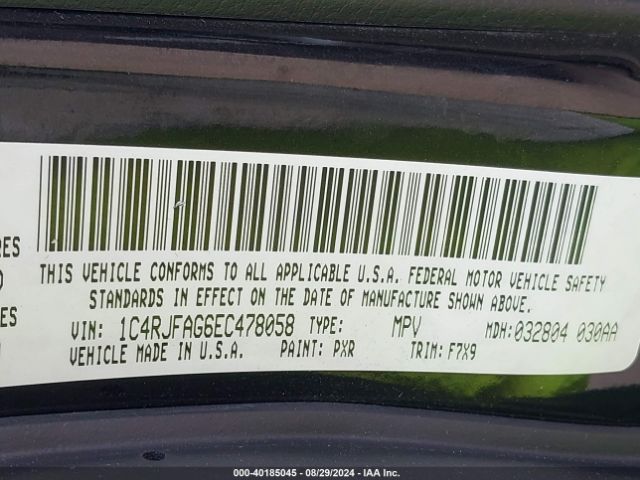 THIS VEHICLE CONFORMS TO ALL APPLICABLE U.S.A. FEDERAL MOTOR VEHICLE SAFETY
STANDARDS IN EFFECT ON THE DATE OF MANUFACTURE SHOWN ABOVE.
VIN: 1C4RJFAG6EC478058 TYPE: MPV MDH:032804 030AA
VEHICLE MADE IN U.S.A. PAINT: PXR TRIM: F7X9
000-40185045 - 08/29/2024 - IAA Inc.